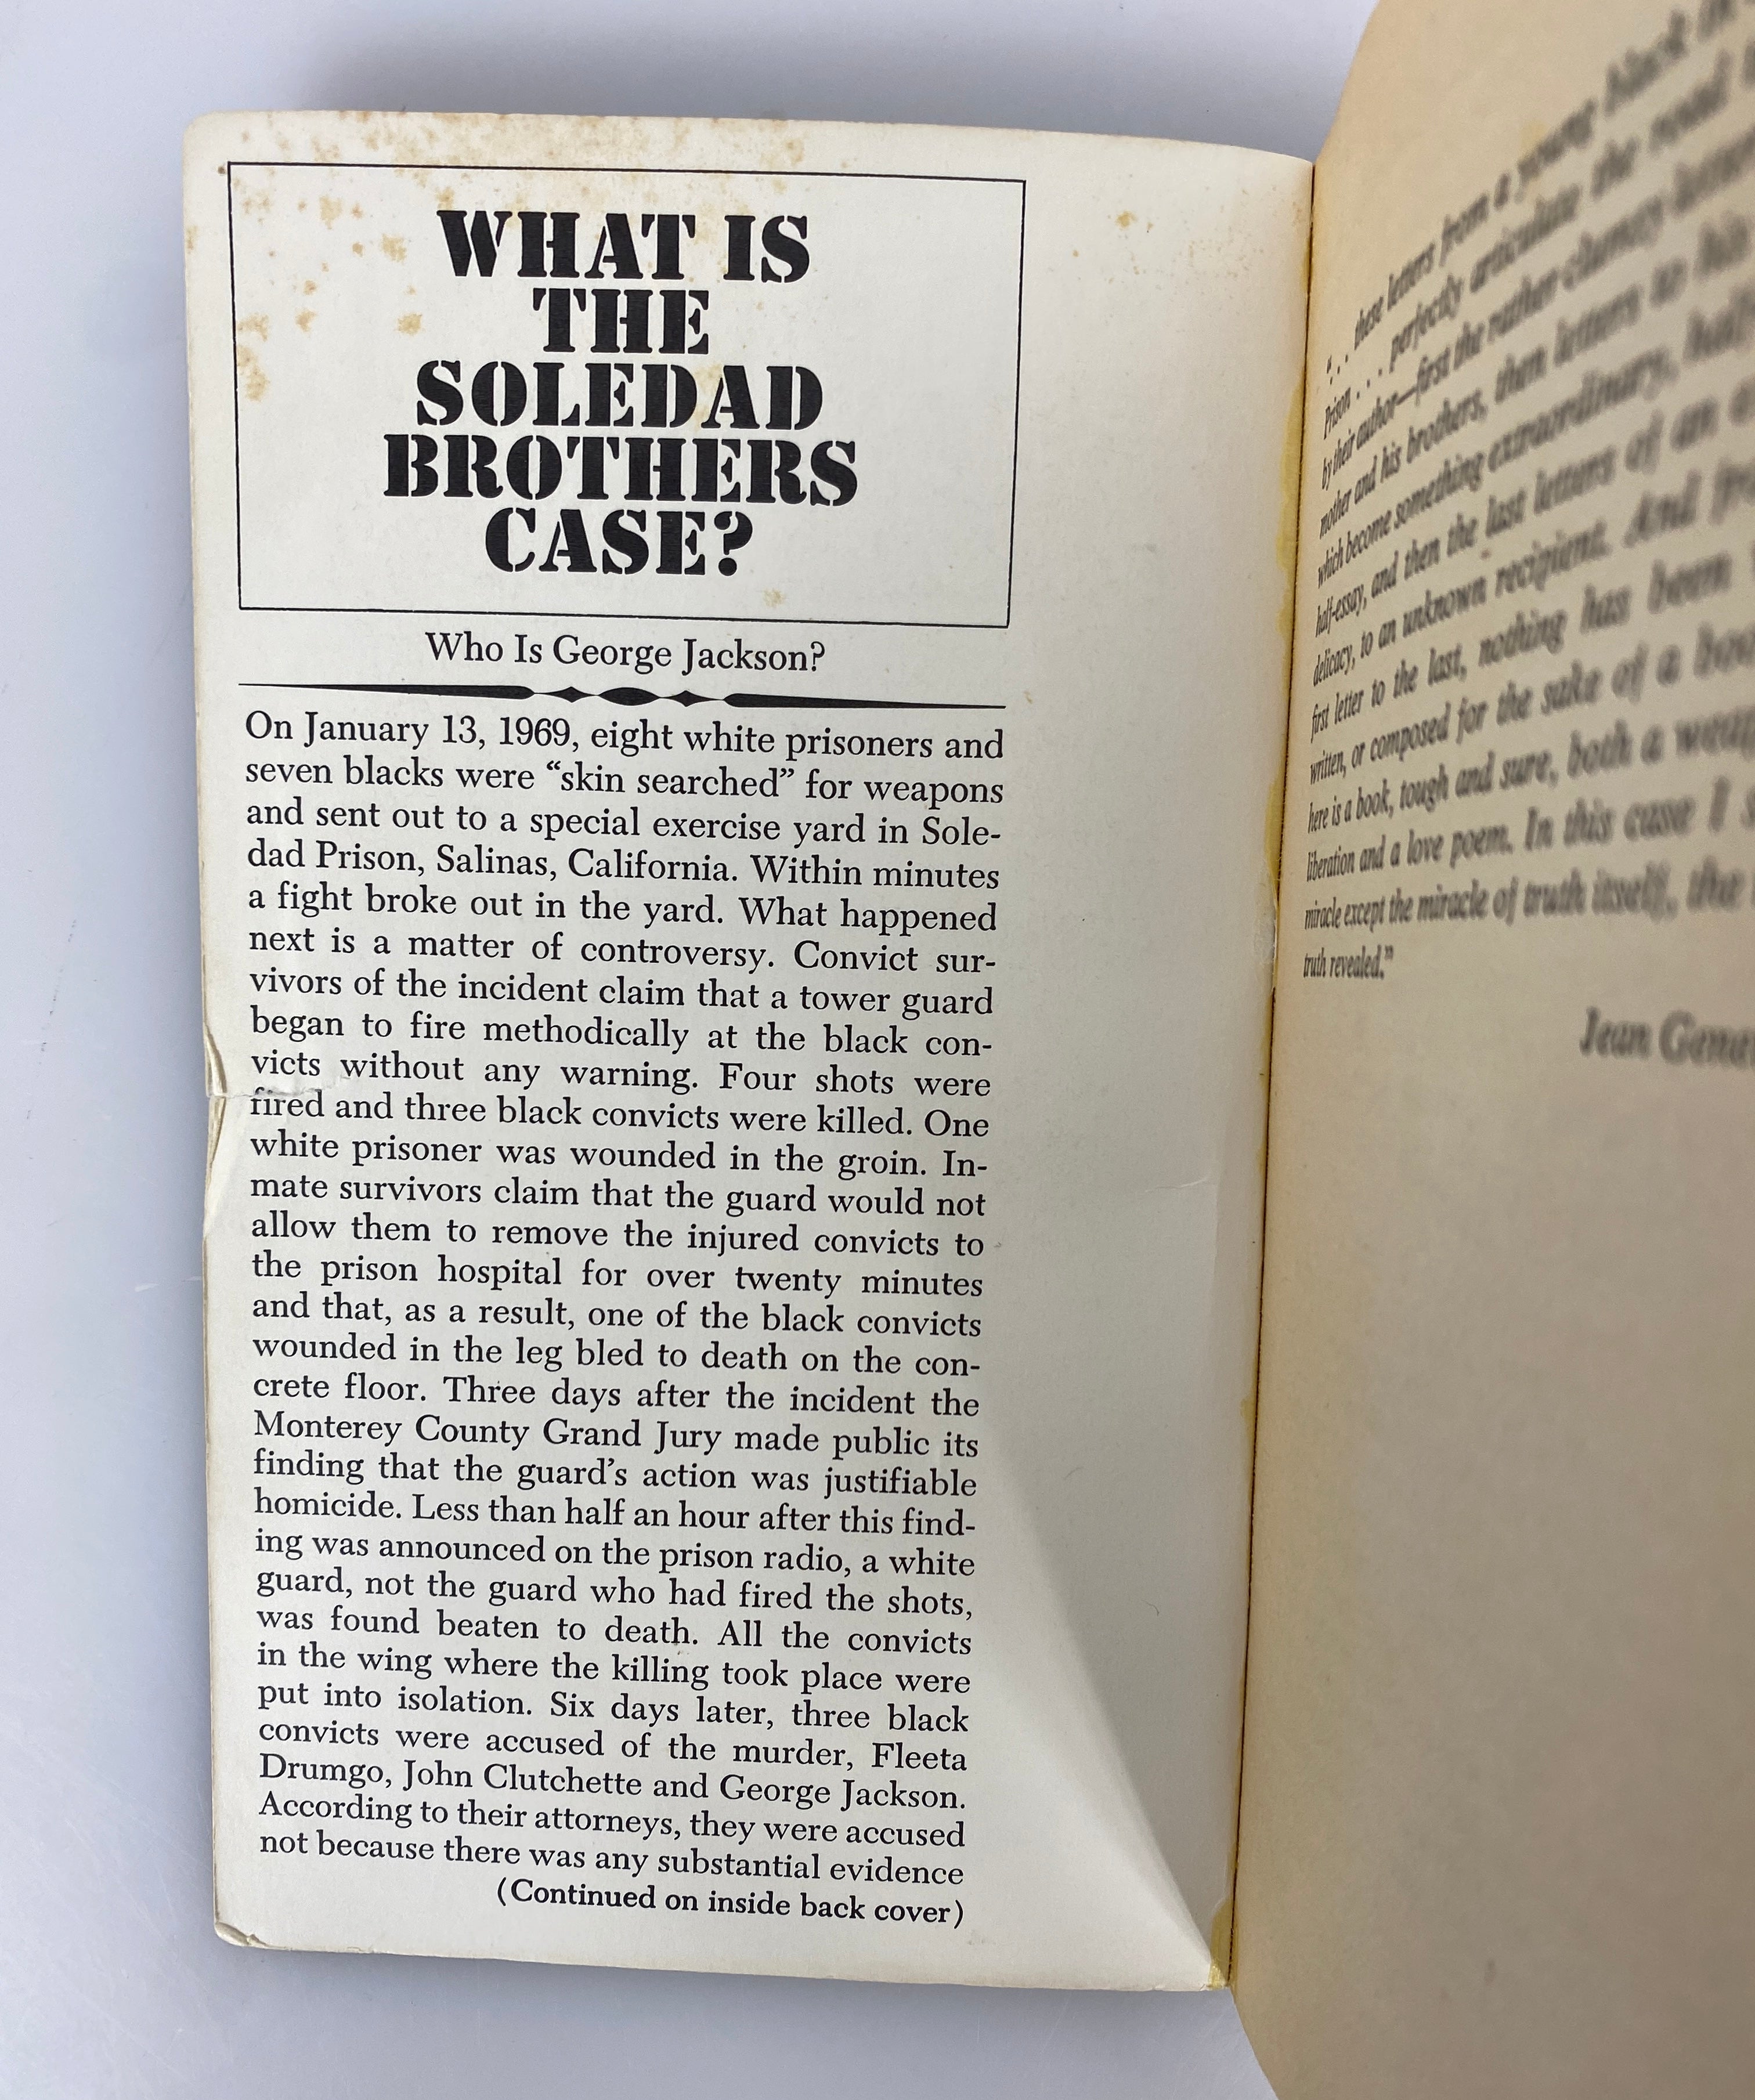 WHAT IS
THE
SOLEDAD
BROTHERS
CASE?
Who Is George Jackson?
On January 13, 1969, eight white prisoners and
seven blacks were “skin searched” for weapons
and sent out to a special exercise yard in Sole-
dad Prison, Salinas, California. Within minutes
a fight broke out in the yard. What happened
next is a matter of controversy. Convict sur-
vivors of the incident claim that a tower guard
began to fire methodically at the black con-
victs without any warning. Four shots were
fired and three black convicts were killed. One
white prisoner was wounded in the groin. In-
mate survivors claim that the guard would not
allow them to remove the injured convicts to
the prison hospital for over twenty minutes
and that, as a result, one of the black convicts
wounded in the leg bled to death on the con-
crete floor. Three days after the incident the
Monterey County Grand Jury made public its
finding that the guard’s action was justifiable
homicide. Less than half an hour after this find-
ing was announced on the prison radio, a white
guard, not the guard who had fired the shots,
was found beaten to death. All the convicts
in the wing where the killing took place were
put into isolation. Six days later, three black
convicts were accused of the murder, Fleeta
Drumgo, John Clutchette and George Jackson.
According to their attorneys, they were accused
not because there was any substantial evidence
(Continued on inside back cover)
“. . . these letters from a young black in
Prison . . . perfectly articulate the road
by their author—first the rather clumsy letters
mother and his brothers, then letters to his
which become something extraordinary, half-
half-essay, and then the last letters of an
delicacy, to an unknown recipient. And from
first letter to the last, nothing has been
written, or composed for the sake of a book
here is a book, tough and sure, both a weapon
liberation and a love poem. In this case I
miracle except the miracle of truth itself, the
truth revealed.”
Jean Genet